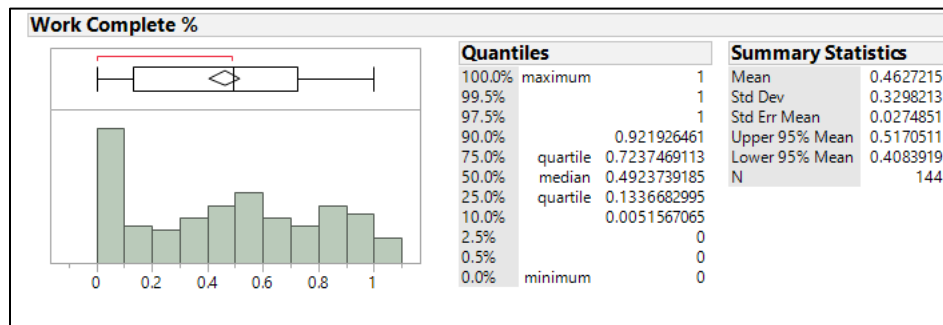 Work Complete %
Quantiles
100.0% maximum 1
99.5% 1
97.5% 1
90.0% 0.921926461
75.0% quartile 0.7237469113
50.0% median 0.4923739185
25.0% quartile 0.1336682995
10.0% 0.0051567065
2.5% 0
0.5% 0
0.0% minimum 0
Summary Statistics
Mean 0.4627215
Std Dev 0.3298213
Std Err Mean 0.0274851
Upper 95% Mean 0.5170511
Lower 95% Mean 0.4083919
N 144
0 0.2 0.4 0.6 0.8 1